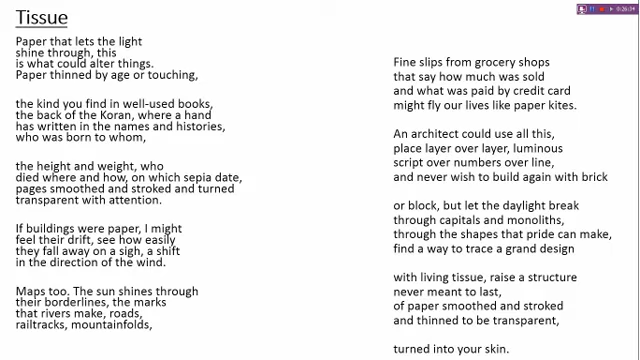 Tissue
Paper that lets the light
shine through, this
is what could alter things.
Paper thinned by age or touching,
the kind you find in well-used books,
the back of the Koran, where a hand
has written in the names and histories,
who was born to whom,
the height and weight, who
died where and how, on which sepia date,
pages smoothed and stroked and turned
transparent with attention.
If buildings were paper, I might
feel their drift, see how easily
they fall away on a sigh, a shift
in the direction of the wind.
Maps too. The sun shines through
their borderlines, the marks
that rivers make, roads,
railtracks, mountainfolds,
Fine slips from grocery shops
that say how much was sold
and what was paid by credit card
might fly our lives like paper kites.
An architect could use all this,
place layer over layer, luminous
script over numbers over line,
and never wish to build again with brick
or block, but let the daylight break
through capitals and monoliths,
through the shapes that pride can make,
find a way to trace a grand design
with living tissue, raise a structure
never meant to last,
of paper smoothed and stroked
and thinned to be transparent,
turned into your skin.